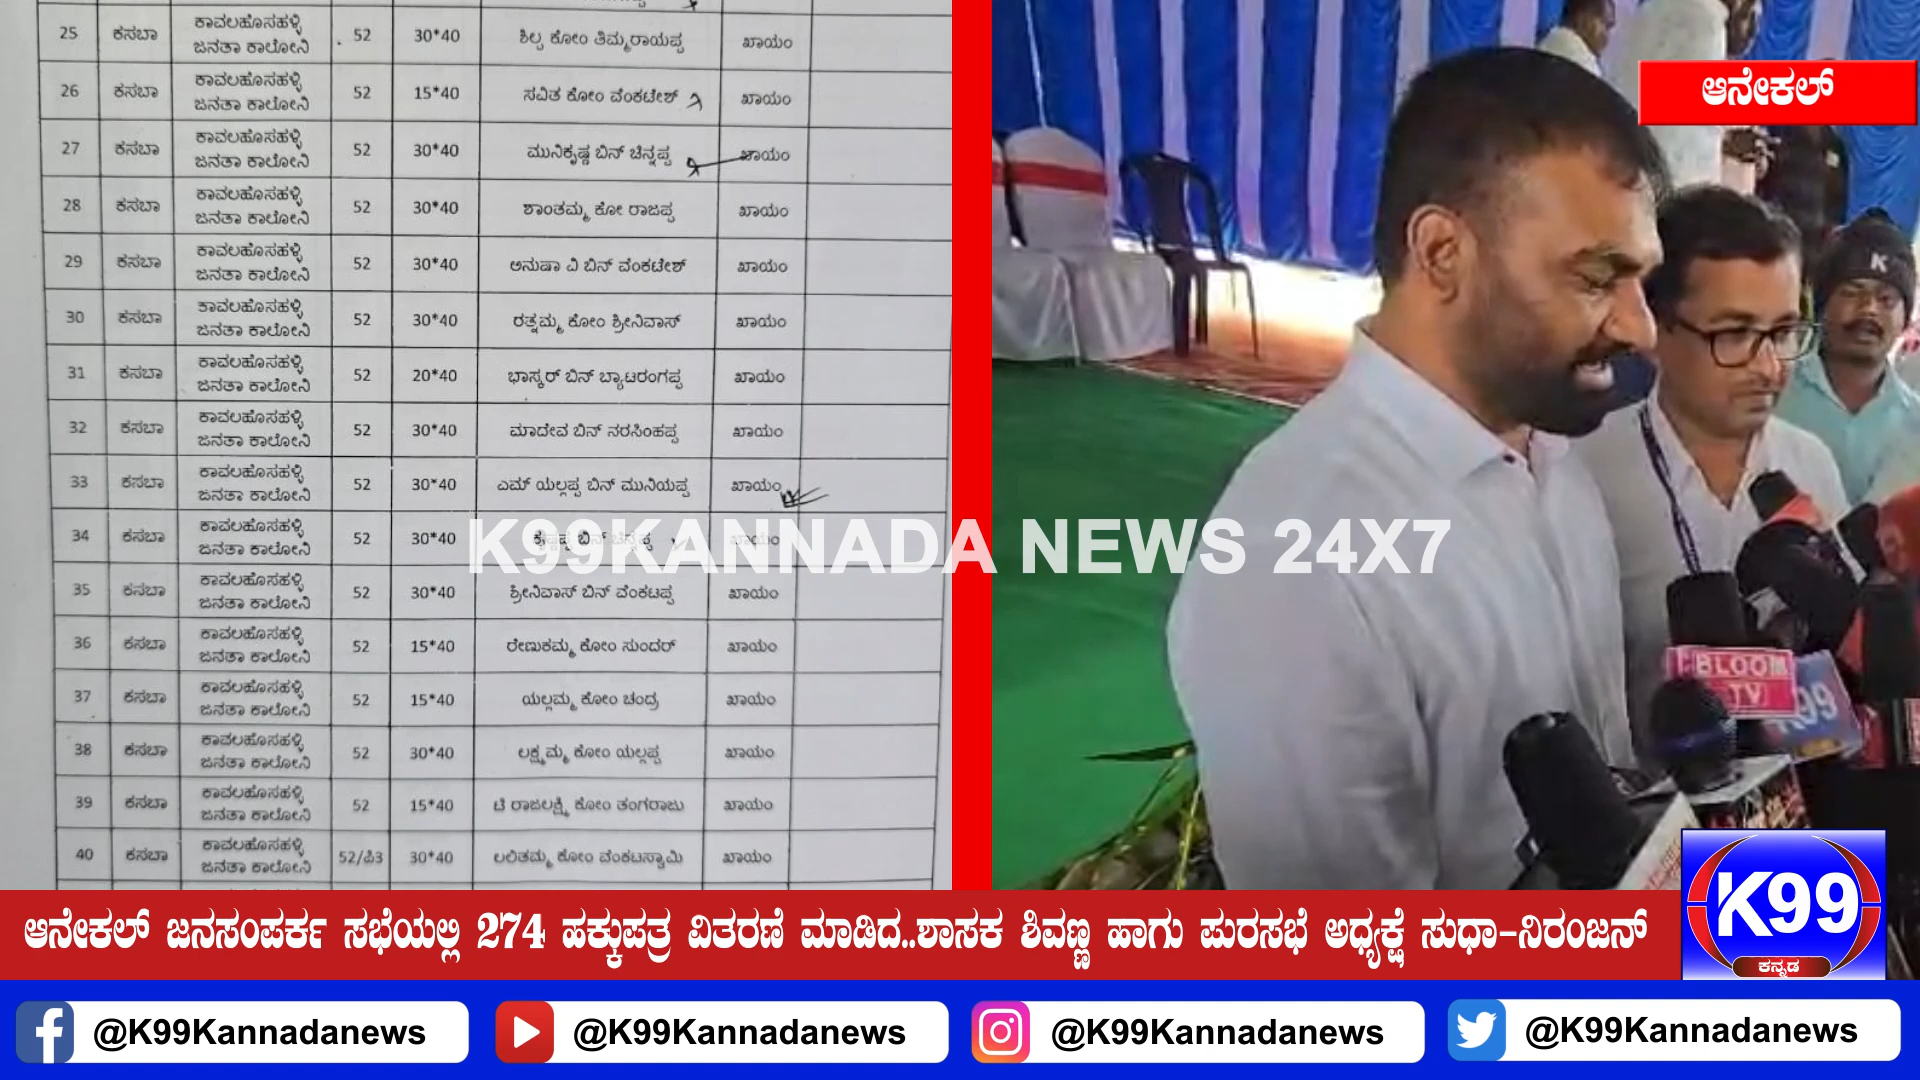 25 ಕಸಬಾ ಕಾವಲಹೊಸಹಳ್ಳಿ ಜನತಾ ಕಾಲೋನಿ 52 30*40 ಶಿಲ್ಪ ಕೋಂ ತಿಮ್ಮರಾಯಪ್ಪ ಖಾಯಂ
26 ಕಸಬಾ ಕಾವಲಹೊಸಹಳ್ಳಿ ಜನತಾ ಕಾಲೋನಿ 52 15*40 ಸವಿತ ಕೋಂ ವೆಂಕಟೇಶ್ ಖಾಯಂ
27 ಕಸಬಾ ಕಾವಲಹೊಸಹಳ್ಳಿ ಜನತಾ ಕಾಲೋನಿ 52 30*40 ಮುನಿಕೃಷ್ಣ ಬಿನ್ ಚಿನ್ನಪ್ಪ ಖಾಯಂ
28 ಕಸಬಾ ಕಾವಲಹೊಸಹಳ್ಳಿ ಜನತಾ ಕಾಲೋನಿ 52 30*40 ಶಾಂತಮ್ಮ ಕೋ ರಾಜಪ್ಪ ಖಾಯಂ
29 ಕಸಬಾ ಕಾವಲಹೊಸಹಳ್ಳಿ ಜನತಾ ಕಾಲೋನಿ 52 30*40 ಅನುಷಾ ವಿ ಬಿನ್ ವೆಂಕಟೇಶ್ ಖಾಯಂ
30 ಕಸಬಾ ಕಾವಲಹೊಸಹಳ್ಳಿ ಜನತಾ ಕಾಲೋನಿ 52 30*40 ರತ್ನಮ್ಮ ಕೋಂ ಶ್ರೀನಿವಾಸ್ ಖಾಯಂ
31 ಕಸಬಾ ಕಾವಲಹೊಸಹಳ್ಳಿ ಜನತಾ ಕಾಲೋನಿ 52 20*40 ಭಾಸ್ಕರ್ ಬಿನ್ ಬ್ಯಾಟರಂಗಪ್ಪ ಖಾಯಂ
32 ಕಸಬಾ ಕಾವಲಹೊಸಹಳ್ಳಿ ಜನತಾ ಕಾಲೋನಿ 52 30*40 ಮಾದೇವ ಬಿನ್ ನರಸಿಂಹಪ್ಪ ಖಾಯಂ
33 ಕಸಬಾ ಕಾವಲಹೊಸಹಳ್ಳಿ ಜನತಾ ಕಾಲೋನಿ 52 30*40 ಎಮ್ ಯಲ್ಲಪ್ಪ ಬಿನ್ ಮುನಿಯಪ್ಪ ಖಾಯಂ
34 ಕಸಬಾ ಕಾವಲಹೊಸಹಳ್ಳಿ ಜನತಾ ಕಾಲೋನಿ 52 30*40 ಕೃಷ್ಣಪ್ಪ ಬಿನ್ ಚಿನ್ನಪ್ಪ ಖಾಯಂ
35 ಕಸಬಾ ಕಾವಲಹೊಸಹಳ್ಳಿ ಜನತಾ ಕಾಲೋನಿ 52 30*40 ಶ್ರೀನಿವಾಸ್ ಬಿನ್ ವೆಂಕಟಪ್ಪ ಖಾಯಂ
36 ಕಸಬಾ ಕಾವಲಹೊಸಹಳ್ಳಿ ಜನತಾ ಕಾಲೋನಿ 52 15*40 ರೇಣುಕಮ್ಮ ಕೋಂ ಸುಂದರ್ ಖಾಯಂ
37 ಕಸಬಾ ಕಾವಲಹೊಸಹಳ್ಳಿ ಜನತಾ ಕಾಲೋನಿ 52 15*40 ಯಲ್ಲಮ್ಮ ಕೋಂ ಚಂದ್ರ ಖಾಯಂ
38 ಕಸಬಾ ಕಾವಲಹೊಸಹಳ್ಳಿ ಜನತಾ ಕಾಲೋನಿ 52 30*40 ಲಕ್ಷ್ಮಮ್ಮ ಕೋಂ ಯಲ್ಲಪ್ಪ ಖಾಯಂ
39 ಕಸಬಾ ಕಾವಲಹೊಸಹಳ್ಳಿ ಜನತಾ ಕಾಲೋನಿ 52 15*40 ಟಿ ರಾಜಲಕ್ಷ್ಮಿ ಕೋಂ ತಂಗರಾಜು ಖಾಯಂ
40 ಕಸಬಾ ಕಾವಲಹೊಸಹಳ್ಳಿ ಜನತಾ ಕಾಲೋನಿ 52/ಪಿ3 30*40 ಲಲಿತಮ್ಮ ಕೋಂ ವೆಂಕಟಸ್ವಾಮಿ ಖಾಯಂ
ಆನೇಕಲ್
K
K99KANNADA NEWS 24X7
BLOOM
TV
K99
K99
ಕನ್ನಡ
ಆನೇಕಲ್ ಜನಸಂಪರ್ಕ ಸಭೆಯಲ್ಲಿ 274 ಹಕ್ಕುಪತ್ರ ವಿತರಣೆ ಮಾಡಿದ..ಶಾಸಕ ಶಿವಣ್ಣ ಹಾಗು ಪುರಸಭೆ ಅಧ್ಯಕ್ಷೆ ಸುಧಾ-ನಿರಂಜನ್
@K99Kannadanews @K99Kannadanews @K99Kannadanews @K99Kannadanews